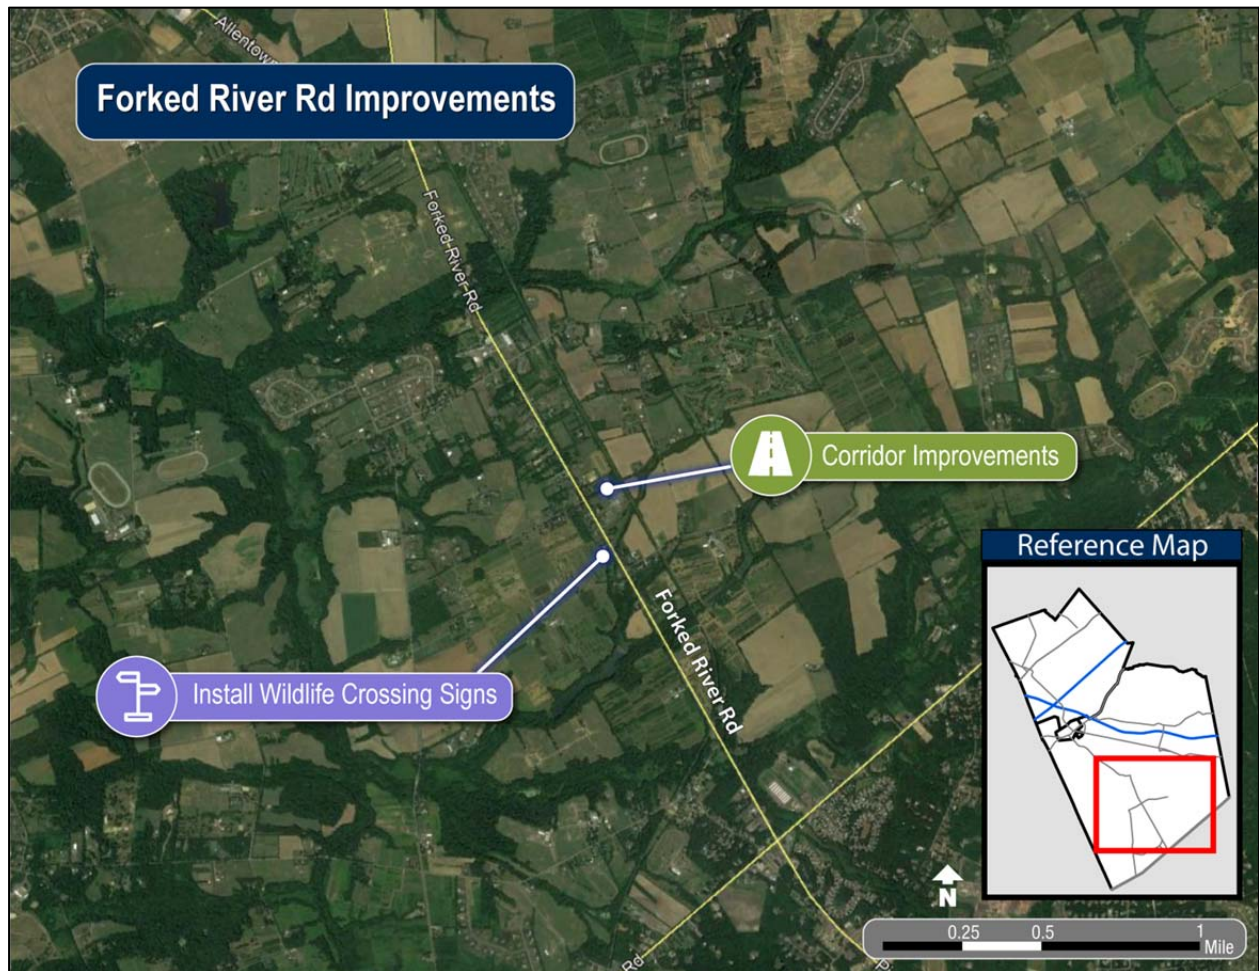 Allentown
Forked River Rd Improvements
Forked River Rd
Corridor Improvements
Reference Map
Install Wildlife Crossing Signs
Forked River Rd
N
0.25 0.5 1
Mile
Rd